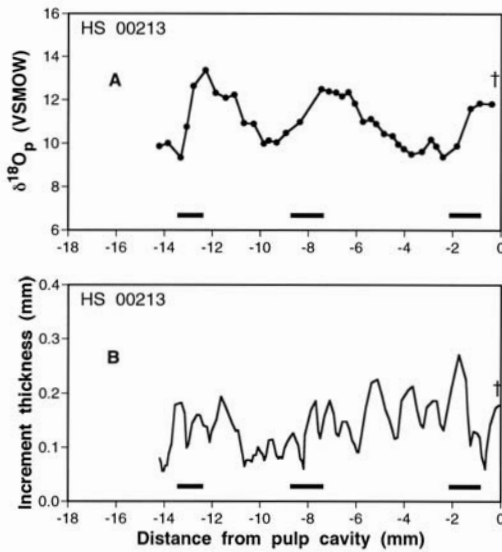 HS 00213
A
†
δ18Op (VSMOW)
16
14
12
10
8
6
-18 -16 -14 -12 -10 -8 -6 -4 -2 0
HS 00213
B
†
Increment thickness (mm)
0.4
0.3
0.2
0.1
0.0
-18 -16 -14 -12 -10 -8 -6 -4 -2 0
Distance from pulp cavity (mm)